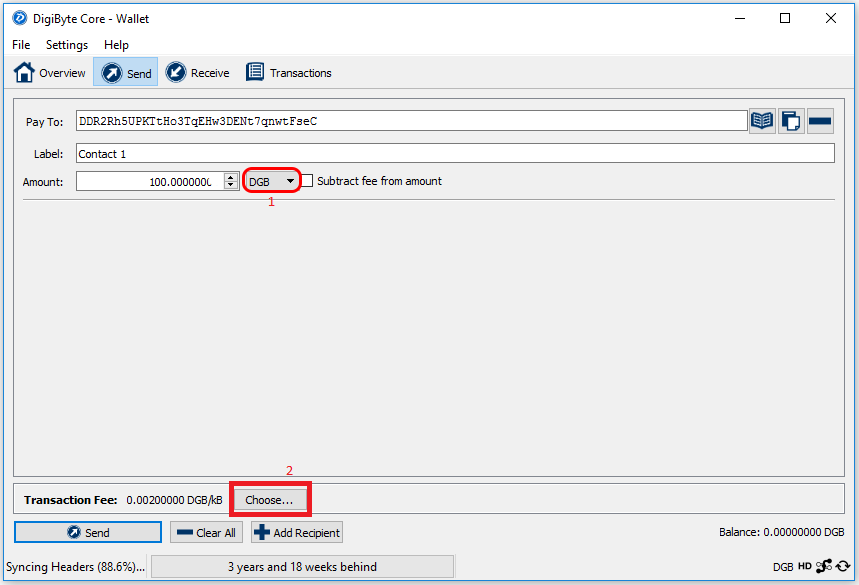 DigiByte Core - Wallet
File Settings Help
Overview Send Receive Transactions
Pay To: DDR2Rh5UPKTtHo3TqEHw3DENt7qnwtFseC
Label: Contact 1
Amount: 100.0000000 DGB Subtract fee from amount
1
2
Transaction Fee: 0.00200000 DGB/kB Choose...
Send Clear All Add Recipient Balance: 0.00000000 DGB
Syncing Headers (88.6%)... 3 years and 18 weeks behind DGB HD